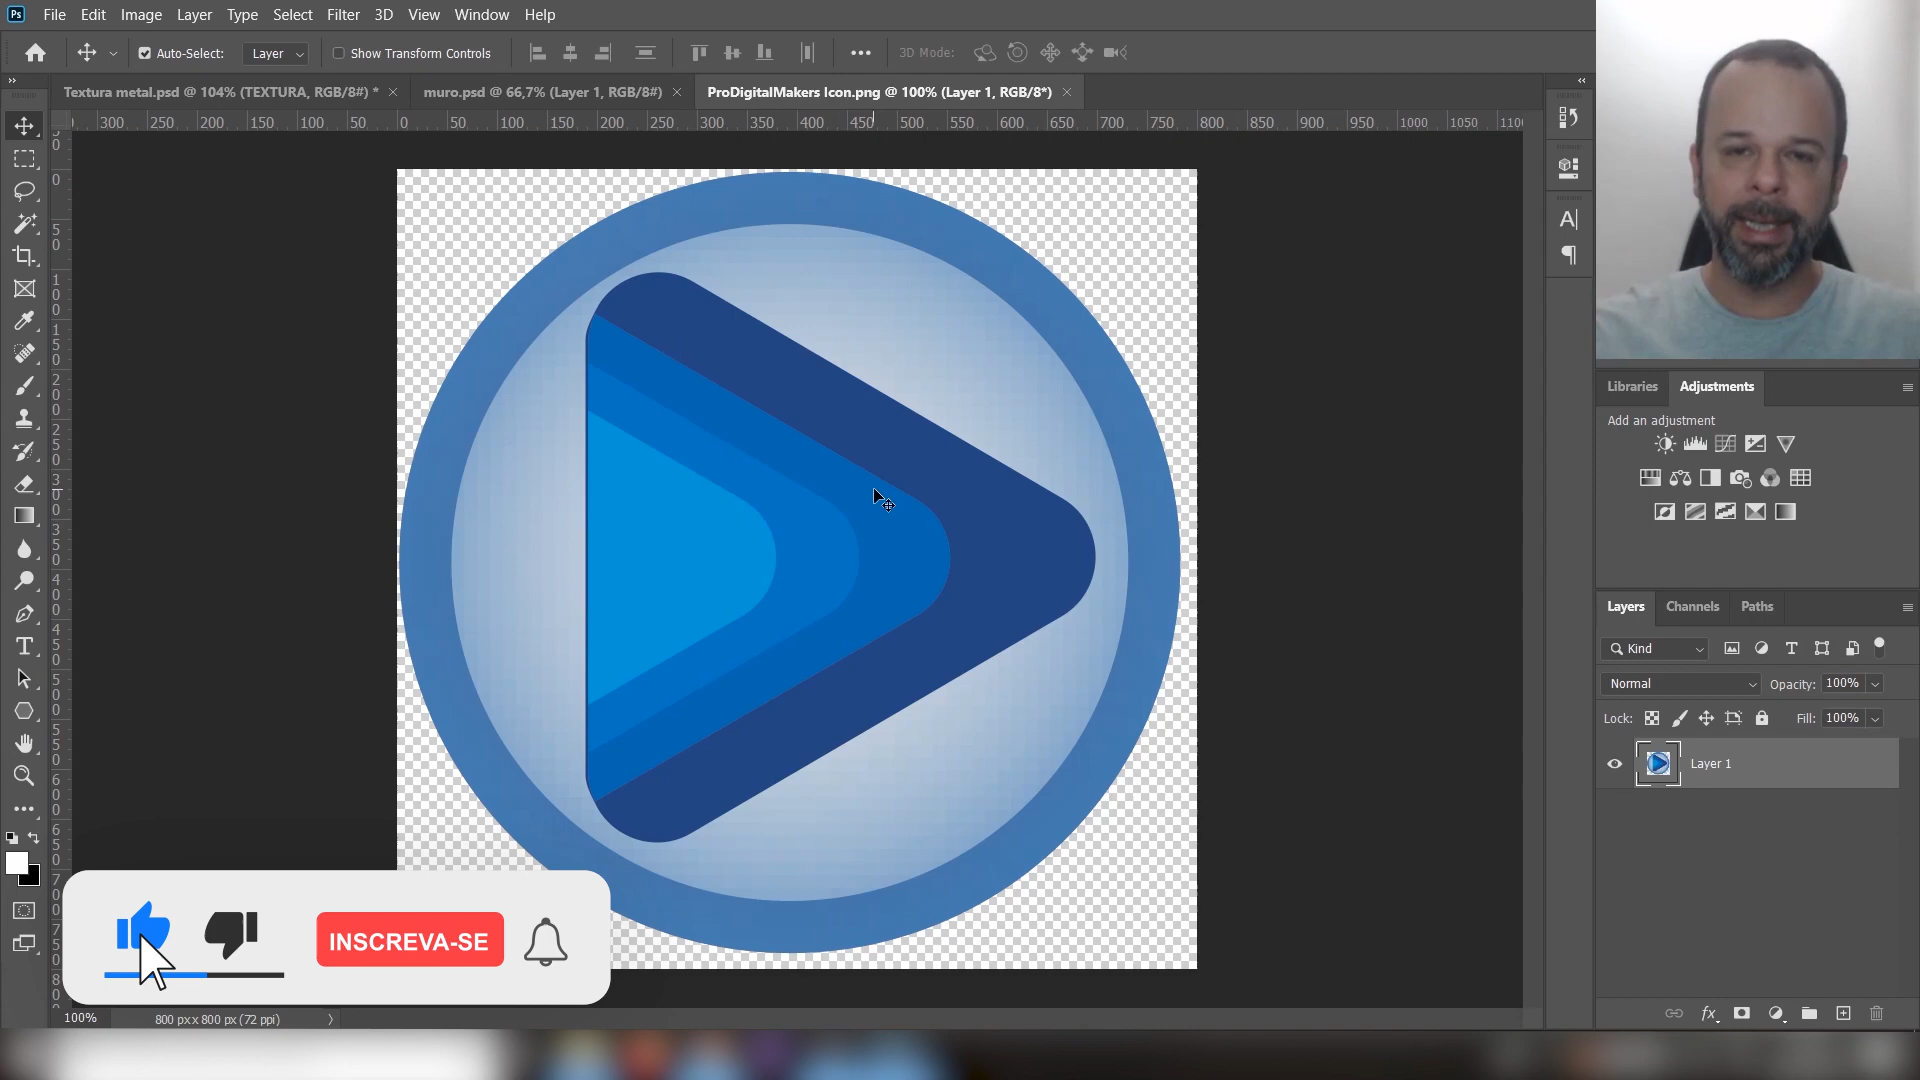 Ps File Edit Image Layer Type Select Filter 3D View Window Help
Auto-Select: Layer Show Transform Controls 3D Mode:
Textura metal.psd @ 104% (TEXTURA, RGB/8#) * muro.psd @ 66,7% (Layer 1, RGB/8#) ProDigitalMakers Icon.png @ 100% (Layer 1, RGB/8*)
300 250 200 150 100 50 0 50 100 150 200 250 300 350 400 450 500 550 600 650 700 750 800 850 900 950 1000 1050
Libraries Adjustments
Add an adjustment
Layers Channels Paths
Kind
Normal Opacity: 100%
Lock: Fill: 100%
Layer 1
INSCREVA-SE
100% 800 px x 800 px (72 ppi)
fx